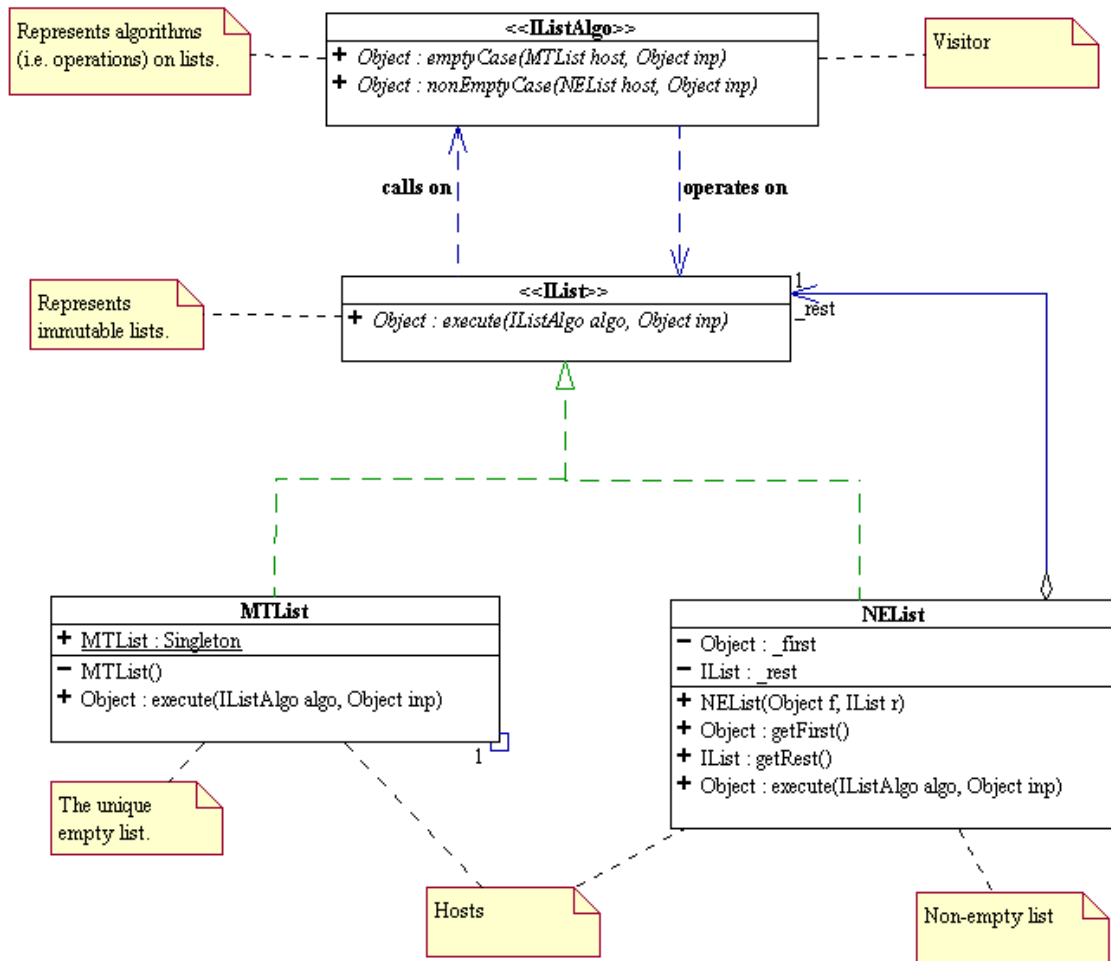 Represents algorithms
(i.e. operations) on lists.
<<IListAlgo>>
+ Object : emptyCase(MTList host, Object inp)
+ Object : nonEmptyCase(NEList host, Object inp)
Visitor
calls on
operates on
Represents
immutable lists.
<<IList>>
+ Object : execute(IListAlgo algo, Object inp)
1
_rest
MTList
+ MTList : Singleton
- MTList()
+ Object : execute(IListAlgo algo, Object inp)
1
NEList
- Object : _first
- IList : _rest
+ NEList(Object f, IList r)
+ Object : getFirst()
+ IList : getRest()
+ Object : execute(IListAlgo algo, Object inp)
The unique
empty list.
Hosts
Non-empty list